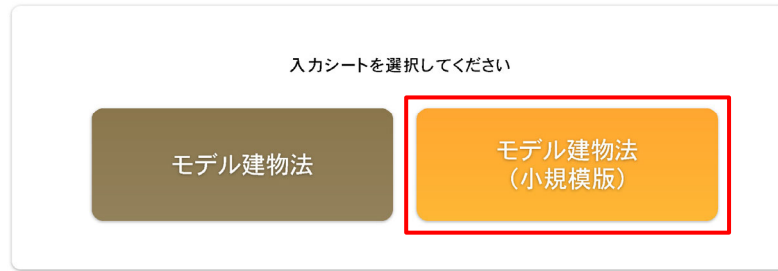 入力シートを選択してください
モデル建物法
モデル建物法
（小規模版）